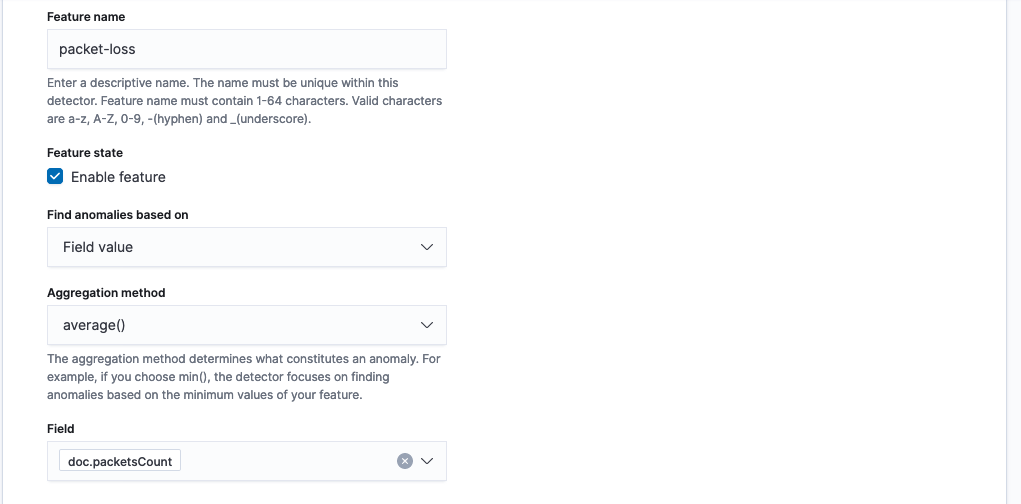 Feature name
packet-loss
Enter a descriptive name. The name must be unique within this
detector. Feature name must contain 1-64 characters. Valid characters
are a-z, A-Z, 0-9, -(hyphen) and _(underscore).
Feature state
Enable feature
Find anomalies based on
Field value
Aggregation method
average()
The aggregation method determines what constitutes an anomaly. For
example, if you choose min(), the detector focuses on finding
anomalies based on the minimum values of your feature.
Field
doc.packetsCount